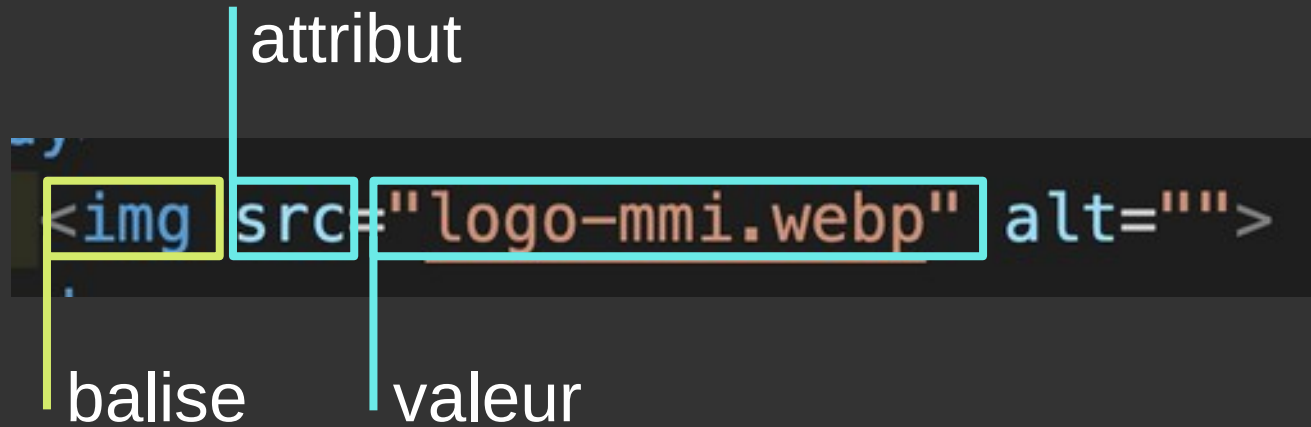 attribut
<img src="logo-mmi.webp" alt="">
balise
valeur